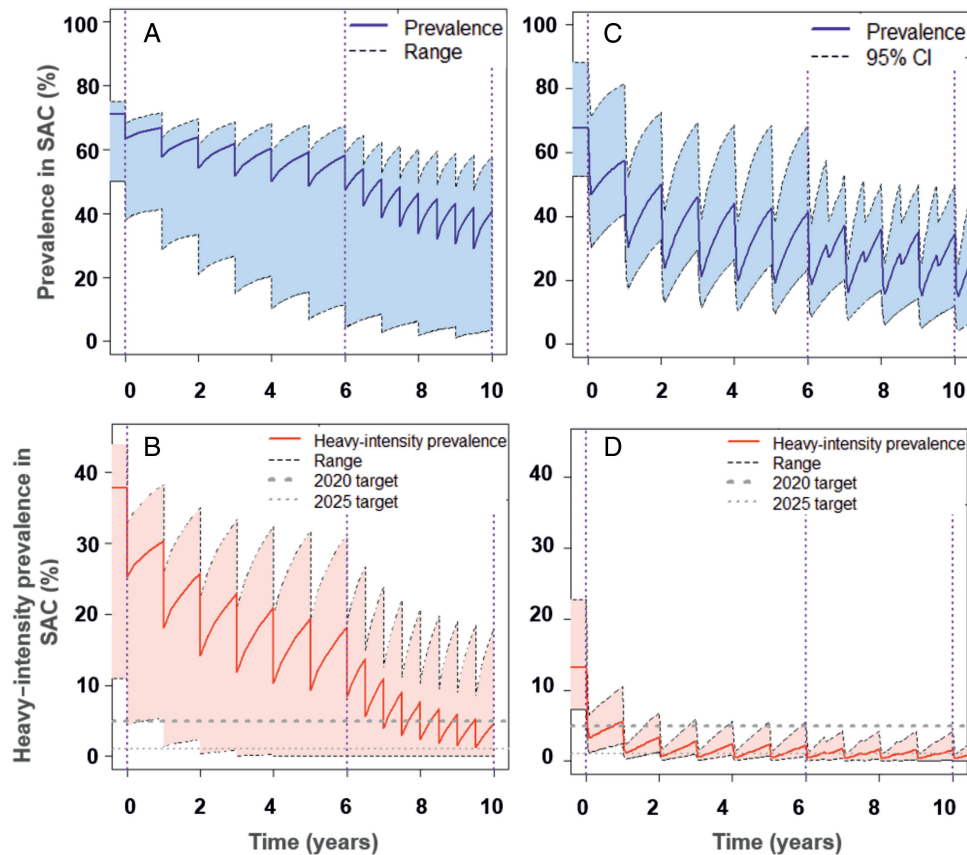 A
Prevalence
Range
C
Prevalence
95% CI
Prevalence in SAC (%)
100
80
60
40
20
0
100
80
60
40
20
0
0 2 4 6 8 10
0 2 4 6 8 10
B
Heavy-intensity prevalence
Range
2020 target
2025 target
D
Heavy-intensity prevalence
Range
2020 target
2025 target
Heavy−intensity prevalence in
SAC (%)
40
30
20
10
0
40
30
20
10
0
0 2 4 6 8 10
0 2 4 6 8 10
Time (years)
Time (years)